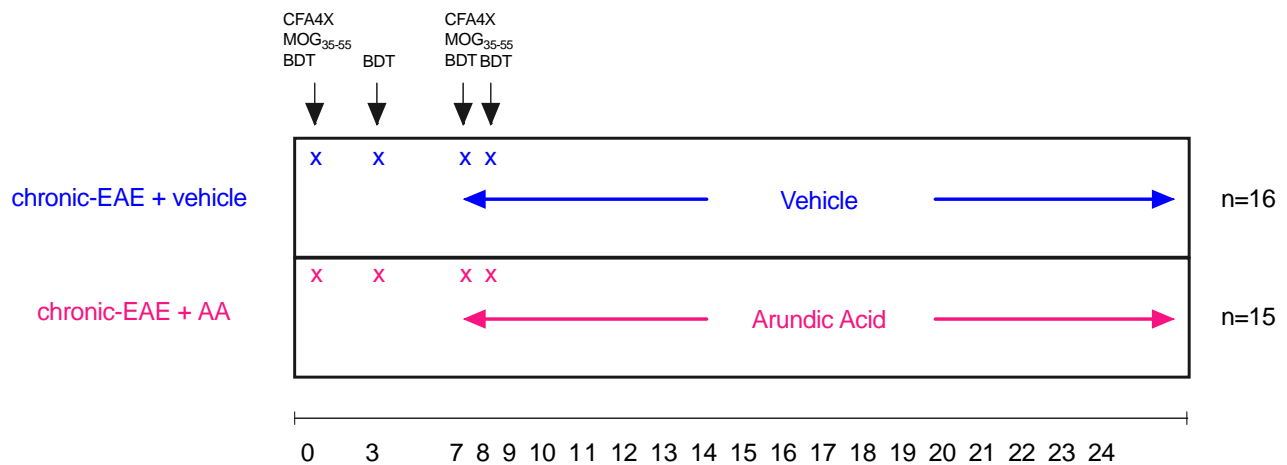 CFA4X
MOG35-55
BDT
BDT
CFA4X
MOG35-55
BDT BDT
x x x x
chronic-EAE + vehicle
Vehicle
n=16
x x x x
chronic-EAE + AA
Arundic Acid
n=15
0 3 7 8 9 10 11 12 13 14 15 16 17 18 19 20 21 22 23 24